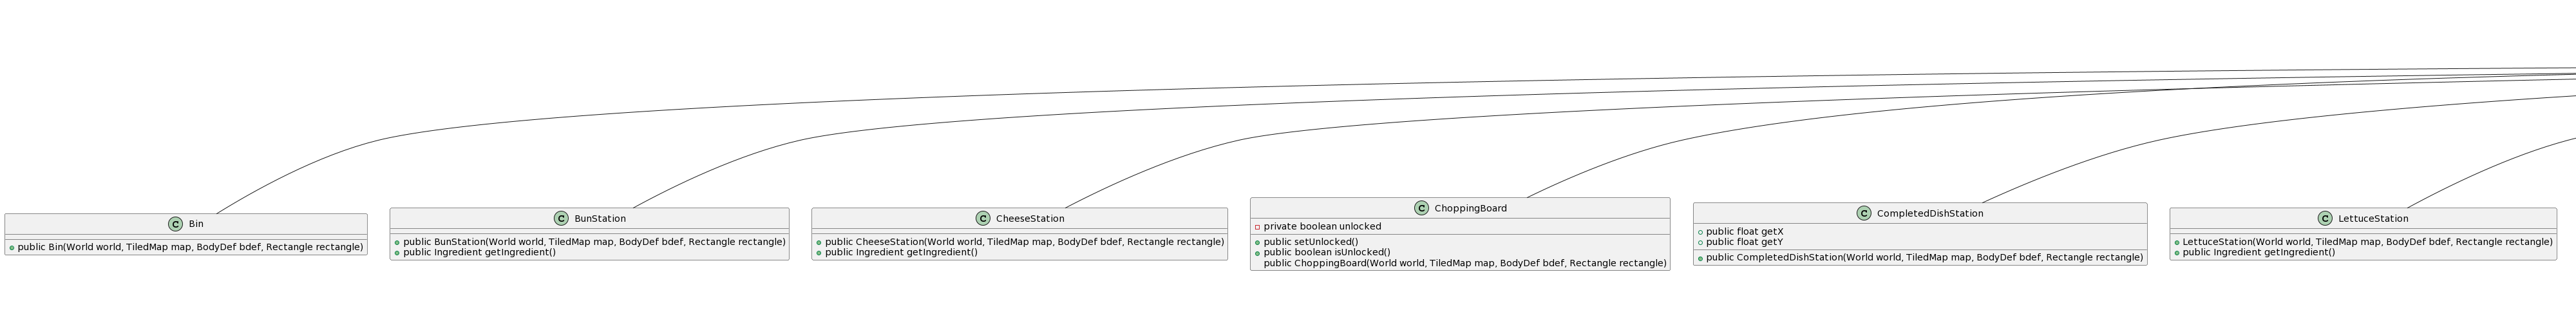 Bin
public Bin(World world, TiledMap map, BodyDef bdef, Rectangle rectangle)
BunStation
public BunStation(World world, TiledMap map, BodyDef bdef, Rectangle rectangle)
public Ingredient getIngredient()
CheeseStation
public CheeseStation(World world, TiledMap map, BodyDef bdef, Rectangle rectangle)
public Ingredient getIngredient()
ChoppingBoard
private boolean unlocked
public setUnlocked()
public boolean isUnlocked()
public ChoppingBoard(World world, TiledMap map, BodyDef bdef, Rectangle rectangle)
CompletedDishStation
public float getX
public float getY
public CompletedDishStation(World world, TiledMap map, BodyDef bdef, Rectangle rectangle)
LettuceStation
LettuceStation(World world, TiledMap map, BodyDef bdef, Rectangle rectangle)
public Ingredient getIngredient()